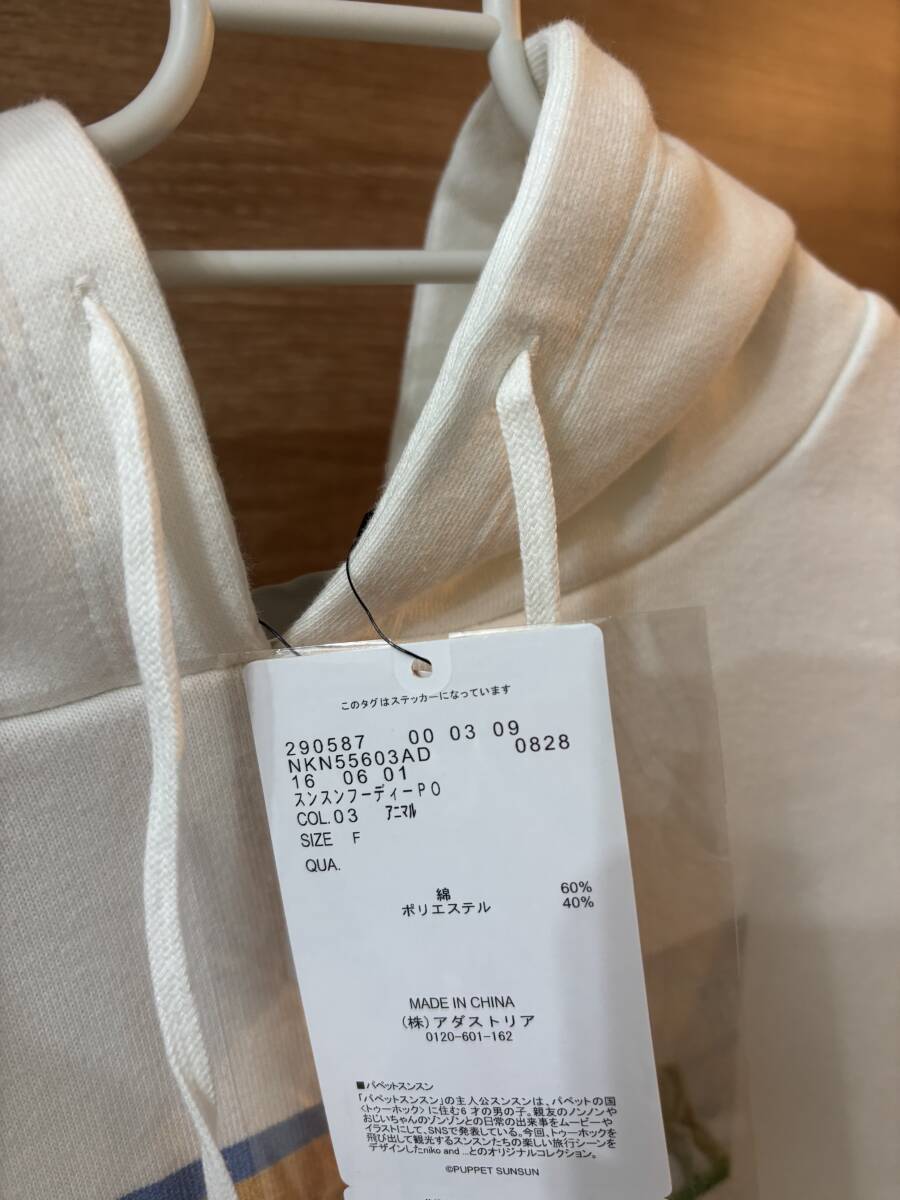 このタグはステッカーになっています
290587 00 03 09
NKN55603AD 0828
16 06 01
スンスンフーディーPO
COL.03 アニマル
SIZE F
QUA.
綿 60%
ポリエステル 40%
MADE IN CHINA
(株)アダストリア
0120-601-162
■パペットスンスン
「パペットスンスン」の主人公スンスンは、パペットの国
〈トゥーホック〉に住む6才の男の子。親友のノンノンや
おじいちゃんのゾンゾンとの日常の出来事をムービーや
イラストにして、SNSで発表している。今回、トゥーホックを
飛び出して観光するスンスンたちの楽しい旅行シーンを
デザインしたniko and ...とのオリジナルコレクション。
©PUPPET SUNSUN